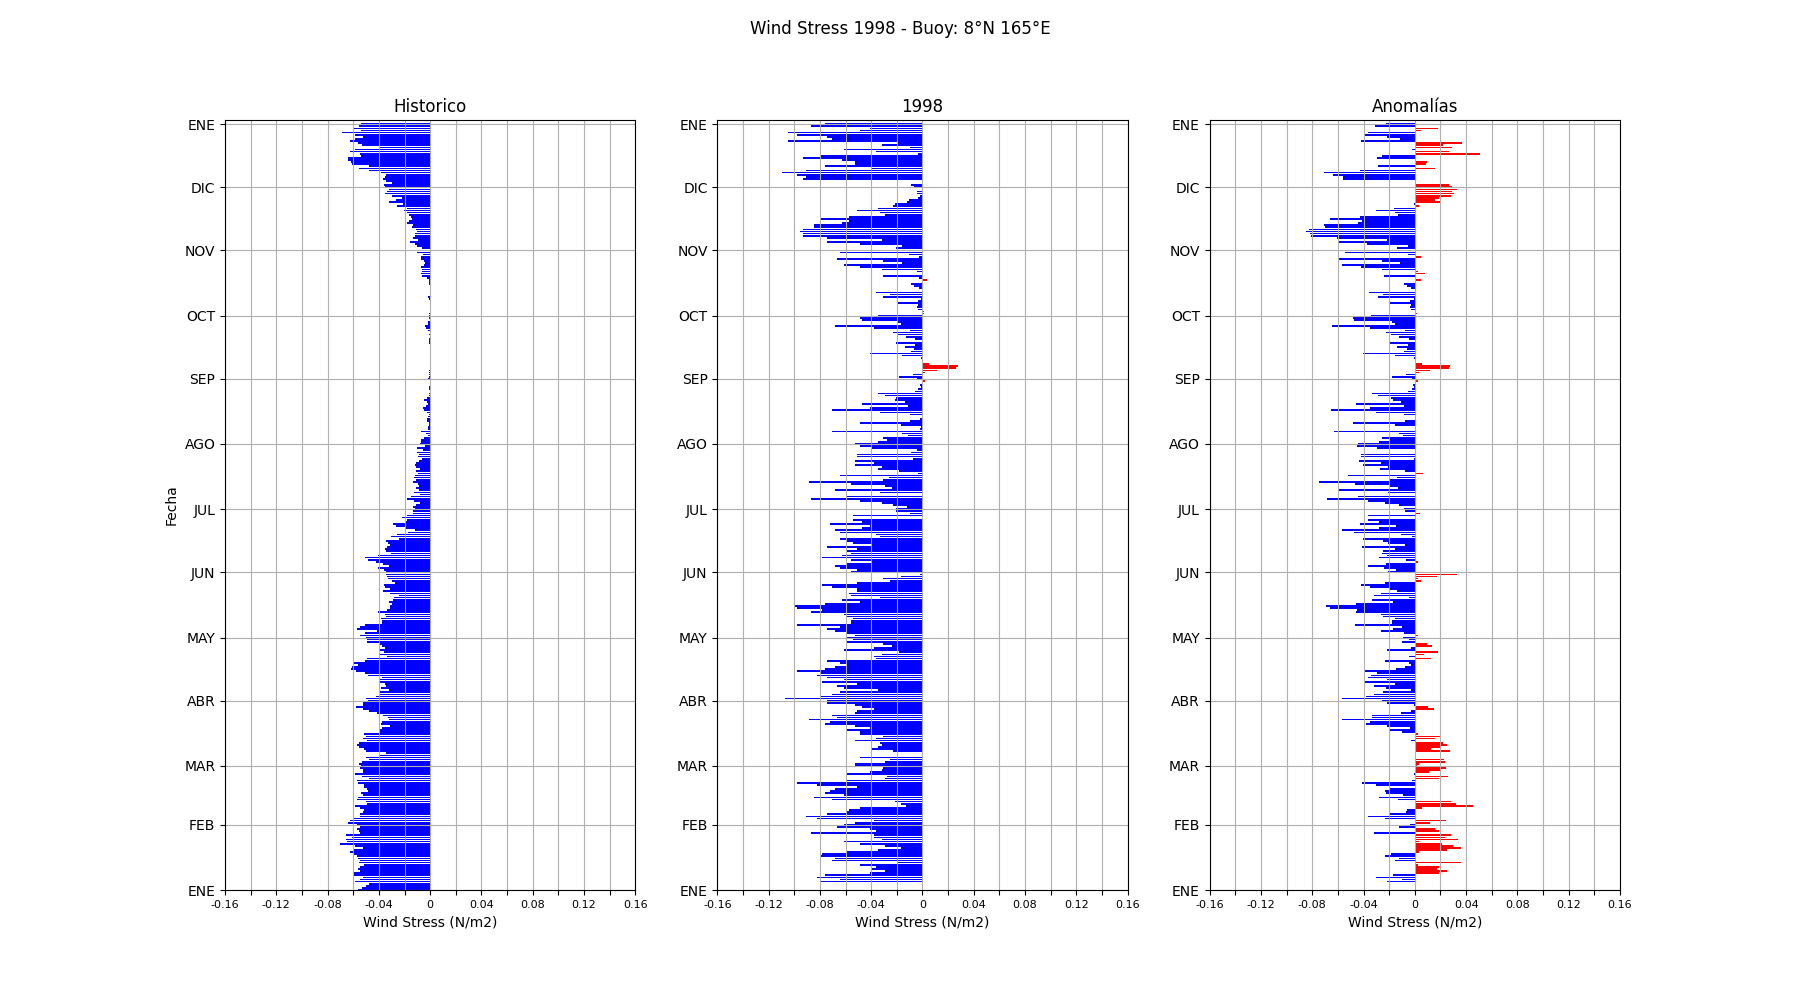 Wind Stress 1998 - Buoy: 8°N 165°E
Historico
1998
Anomalías
Fecha
ENE
DIC
NOV
OCT
SEP
AGO
JUL
JUN
MAY
ABR
MAR
FEB
ENE
-0.16 -0.12 -0.08 -0.04 0 0.04 0.08 0.12 0.16
Wind Stress (N/m2)
ENE
DIC
NOV
OCT
SEP
AGO
JUL
JUN
MAY
ABR
MAR
FEB
ENE
-0.16 -0.12 -0.08 -0.04 0 0.04 0.08 0.12 0.16
Wind Stress (N/m2)
ENE
DIC
NOV
OCT
SEP
AGO
JUL
JUN
MAY
ABR
MAR
FEB
ENE
-0.16 -0.12 -0.08 -0.04 0 0.04 0.08 0.12 0.16
Wind Stress (N/m2)